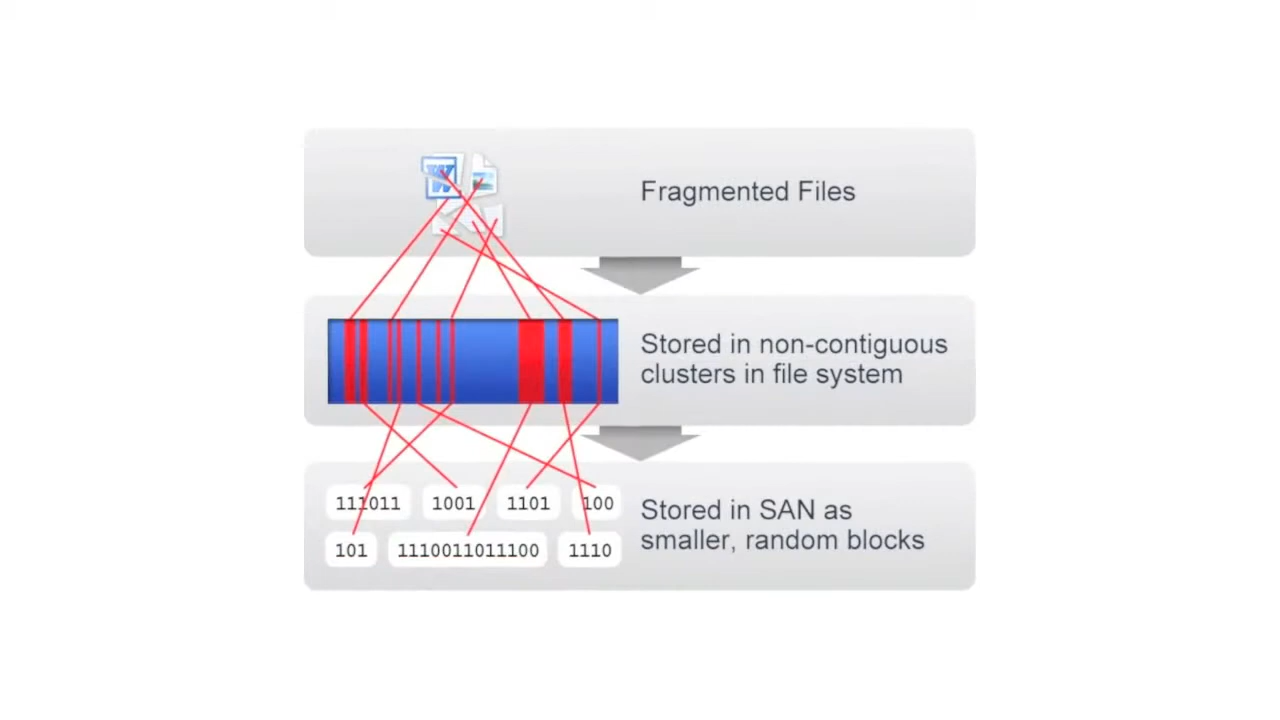 W
Fragmented Files
Stored in non-contiguous
clusters in file system
111011 1001 1101 100
101 1110011011100 1110
Stored in SAN as
smaller, random blocks